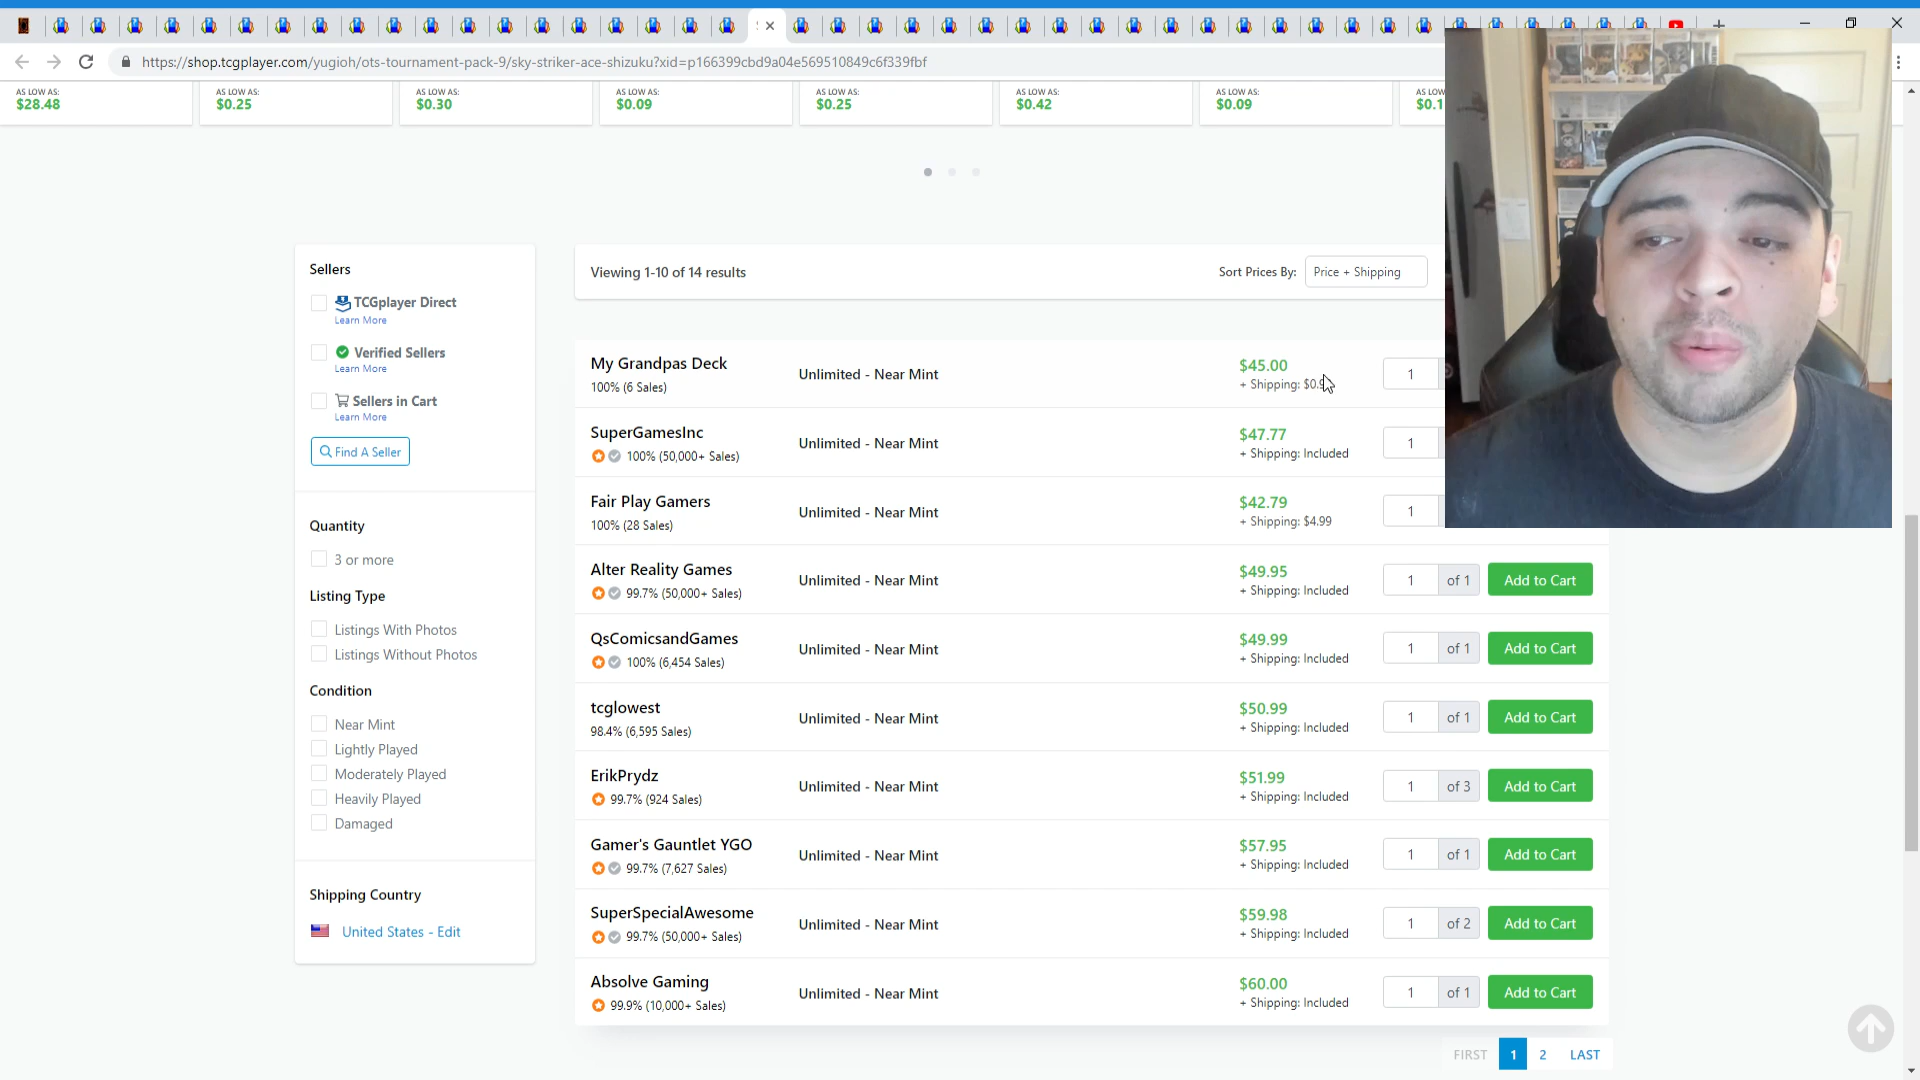 https://shop.tcgplayer.com/yugioh/ots-tournament-pack-9/sky-striker-ace-shizuku?xid=p166399cbd9a04e569510849c6f339fbf
AS LOW AS: AS LOW AS: AS LOW AS: AS LOW AS: AS LOW AS: AS LOW AS: AS LOW AS: AS LOW AS:
$28.48 $0.25 $0.30 $0.09 $0.25 $0.42 $0.09
Sellers
TCGplayer Direct
Learn More
Verified Sellers
Learn More
Sellers in Cart
Learn More
Find A Seller
Quantity
3 or more
Listing Type
Listings With Photos
Listings Without Photos
Condition
Near Mint
Lightly Played
Moderately Played
Heavily Played
Damaged
Shipping Country
United States - Edit
Viewing 1-10 of 14 results
Sort Prices By: Price + Shipping
My Grandpas Deck
100% (6 Sales)
Unlimited - Near Mint
$45.00
+ Shipping:
1
SuperGamesInc
100% (50,000+ Sales)
Unlimited - Near Mint
$47.77
+ Shipping: Included
1
Fair Play Gamers
100% (28 Sales)
Unlimited - Near Mint
$42.79
+ Shipping: $4.99
1
Alter Reality Games
99.7% (50,000+ Sales)
Unlimited - Near Mint
$49.95
+ Shipping: Included
1 of 1 Add to Cart
QsComicsandGames
100% (6,454 Sales)
Unlimited - Near Mint
$49.99
+ Shipping: Included
1 of 1 Add to Cart
tcglowest
98.4% (6,595 Sales)
Unlimited - Near Mint
$50.99
+ Shipping: Included
1 of 1 Add to Cart
ErikPrydz
99.7% (924 Sales)
Unlimited - Near Mint
$51.99
+ Shipping: Included
1 of 3 Add to Cart
Gamer's Gauntlet YGO
99.7% (7,627 Sales)
Unlimited - Near Mint
$57.95
+ Shipping: Included
1 of 1 Add to Cart
SuperSpecialAwesome
99.7% (50,000+ Sales)
Unlimited - Near Mint
$59.98
+ Shipping: Included
1 of 2 Add to Cart
Absolve Gaming
99.9% (10,000+ Sales)
Unlimited - Near Mint
$60.00
+ Shipping: Included
1 of 1 Add to Cart
FIRST 1 2 LAST